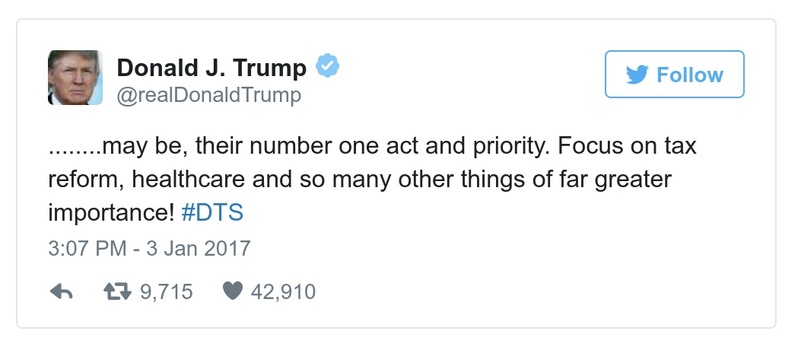 Donald J. Trump
@realDonaldTrump
Follow
........may be, their number one act and priority. Focus on tax
reform, healthcare and so many other things of far greater
importance! #DTS
3:07 PM - 3 Jan 2017
9,715 42,910